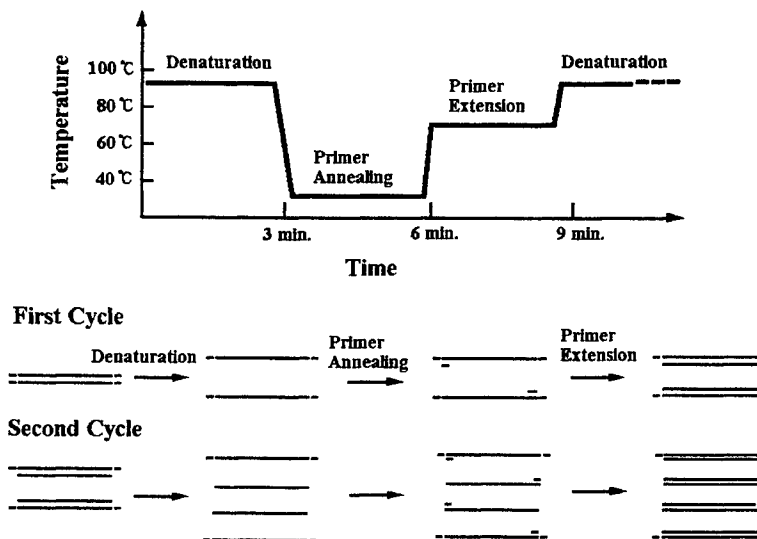 Temperature
100℃
80℃
60℃
40℃
Denaturation
Primer
Annealing
Primer
Extension
Denaturation
3 min.
6 min.
9 min.
Time
First Cycle
Denaturation
Primer
Annealing
Primer
Extension
Second Cycle